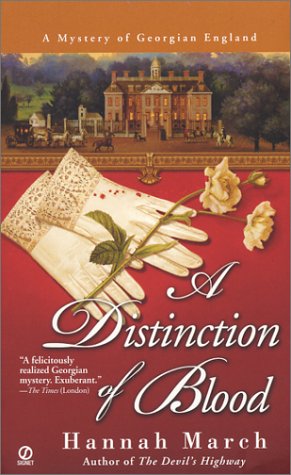 A Mystery of Georgian England
A
Distinction
of Blood
"A felicitously
realized Georgian
mystery. Exuberant."
—The Times (London)
SIGNET
Hannah March
Author of The Devil's Highway